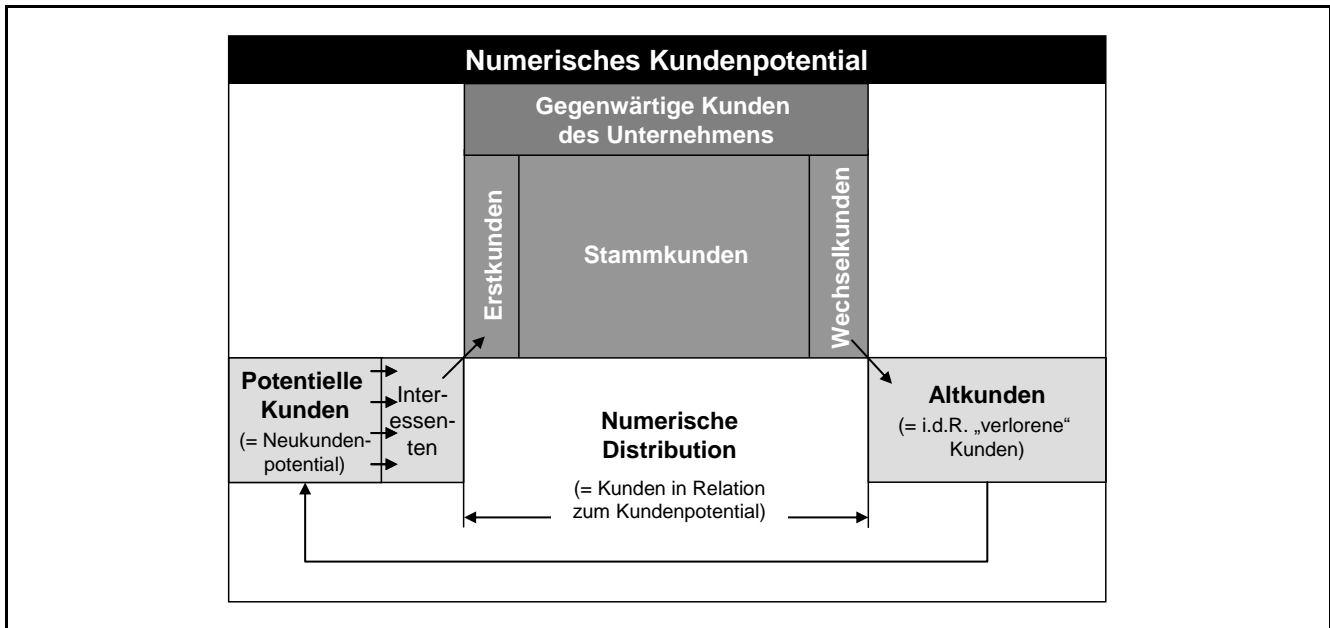 Numerisches Kundenpotential
Gegenwärtige Kunden
des Unternehmens
Erstkunden
Stammkunden
Wechselkunden
Potentielle
Kunden
(= Neukunden-
potential)
Inter-
essen-
ten
Numerische
Distribution
(= Kunden in Relation
zum Kundenpotential)
Altkunden
(= i.d.R. „verlorene“
Kunden)